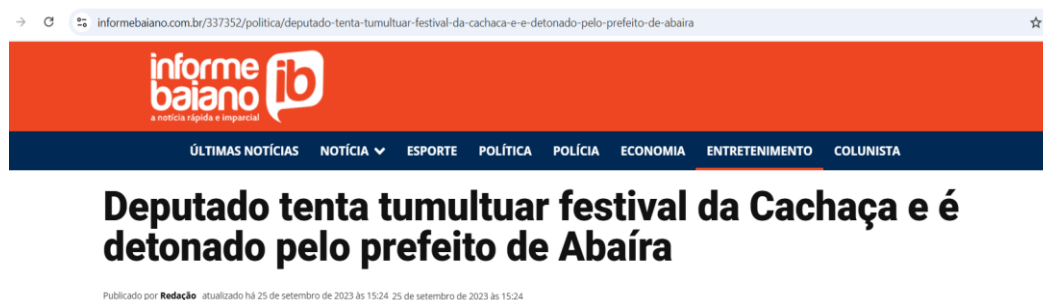 informebaiano.com.br/337352/politica/deputado-tenta-tumultuar-festival-da-cachaca-e-e-detonado-pelo-prefeito-de-abaira
informe
baiano ib
a notícia rápida e imparcial
ÚLTIMAS NOTÍCIAS NOTÍCIA ESPORTE POLÍTICA POLÍCIA ECONOMIA ENTRETENIMENTO COLUNISTA
Deputado tenta tumultuar festival da Cachaça e é
detonado pelo prefeito de Abaíra
Publicado por Redação atualizado há 25 de setembro de 2023 às 15:24 25 de setembro de 2023 às 15:24